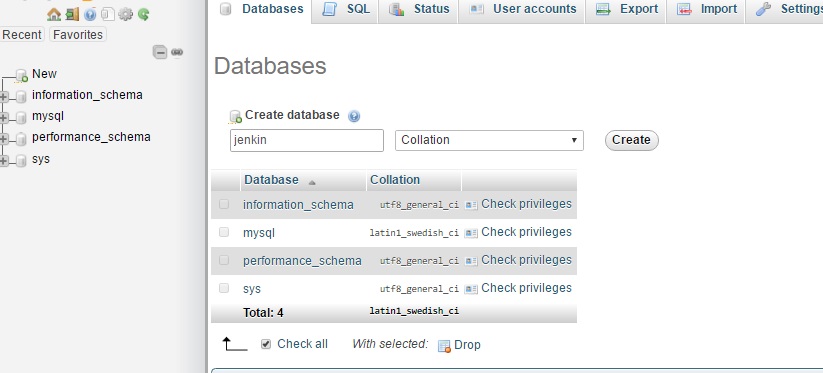 Databases SQL Status User accounts Export Import Settings
Recent Favorites
New
information_schema
mysql
performance_schema
sys
Databases
Create database
jenkin Collation Create
Database Collation
information_schema utf8_general_ci Check privileges
mysql latin1_swedish_ci Check privileges
performance_schema utf8_general_ci Check privileges
sys utf8_general_ci Check privileges
Total: 4 latin1_swedish_ci
Check all With selected: Drop